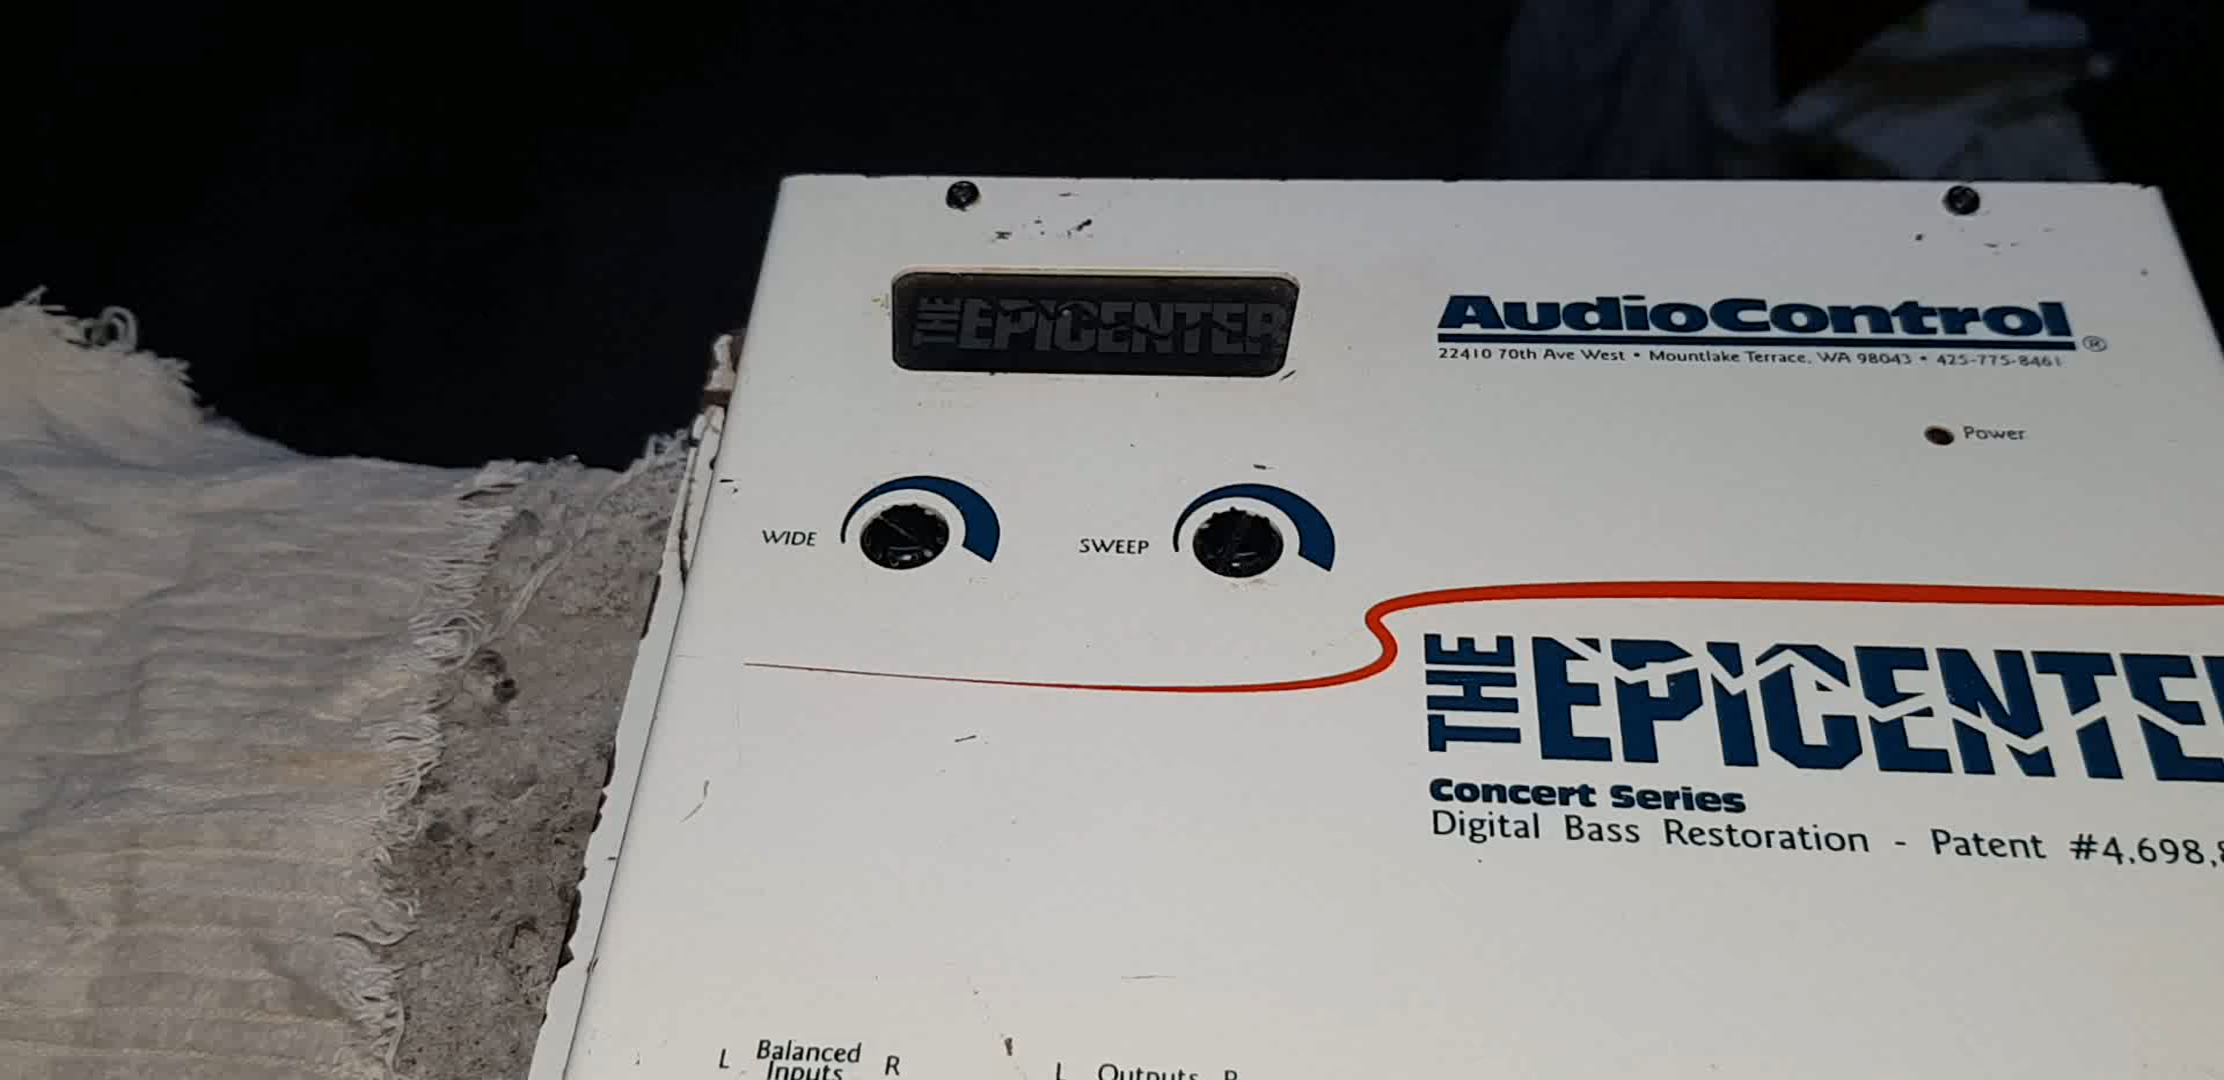 THE EPICENTER
AudioControl®
22410 70th Ave West • Mountlake Terrace, WA 98043 • 425-775-8461
Power
WIDE
SWEEP
THE EPICENTE
Concert Series
Digital Bass Restoration - Patent #4,698,
L Balanced Inputs R
L Outputs R